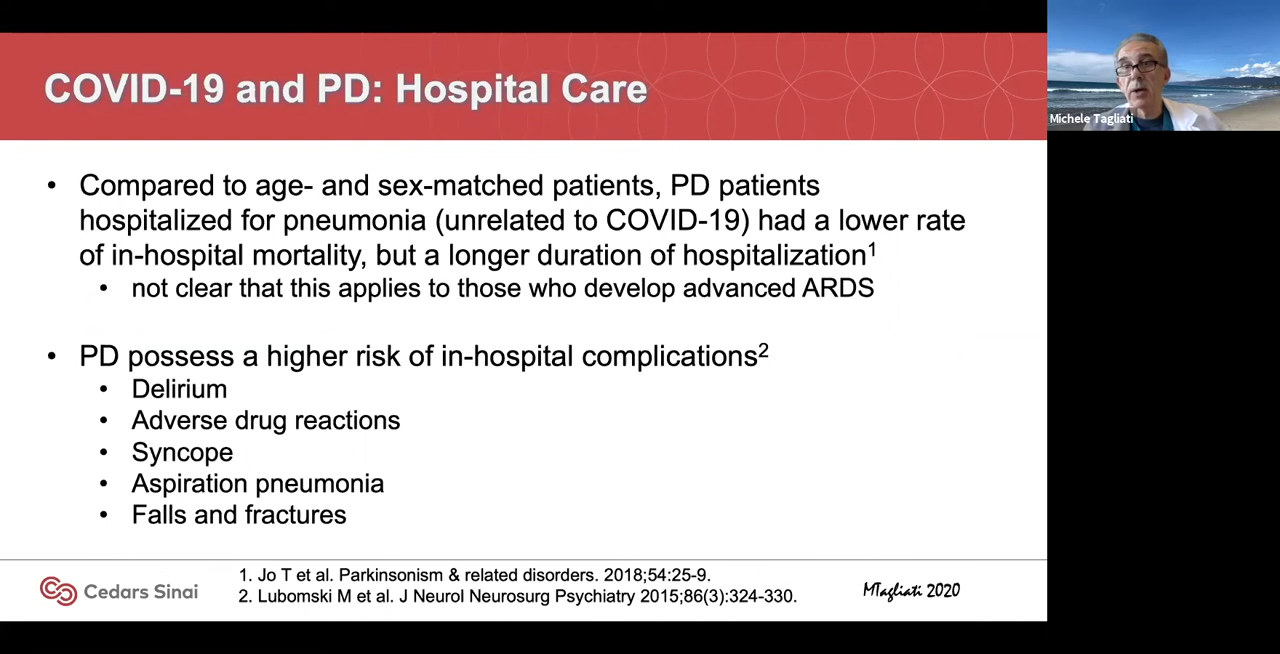 COVID-19 and PD: Hospital Care
Michele Tagliati
• Compared to age- and sex-matched patients, PD patients
hospitalized for pneumonia (unrelated to COVID-19) had a lower rate
of in-hospital mortality, but a longer duration of hospitalization1
• not clear that this applies to those who develop advanced ARDS
• PD possess a higher risk of in-hospital complications2
• Delirium
• Adverse drug reactions
• Syncope
• Aspiration pneumonia
• Falls and fractures
Cedars Sinai
1. Jo T et al. Parkinsonism & related disorders. 2018;54:25-9.
2. Lubomski M et al. J Neurol Neurosurg Psychiatry 2015;86(3):324-330.
MTagliati 2020